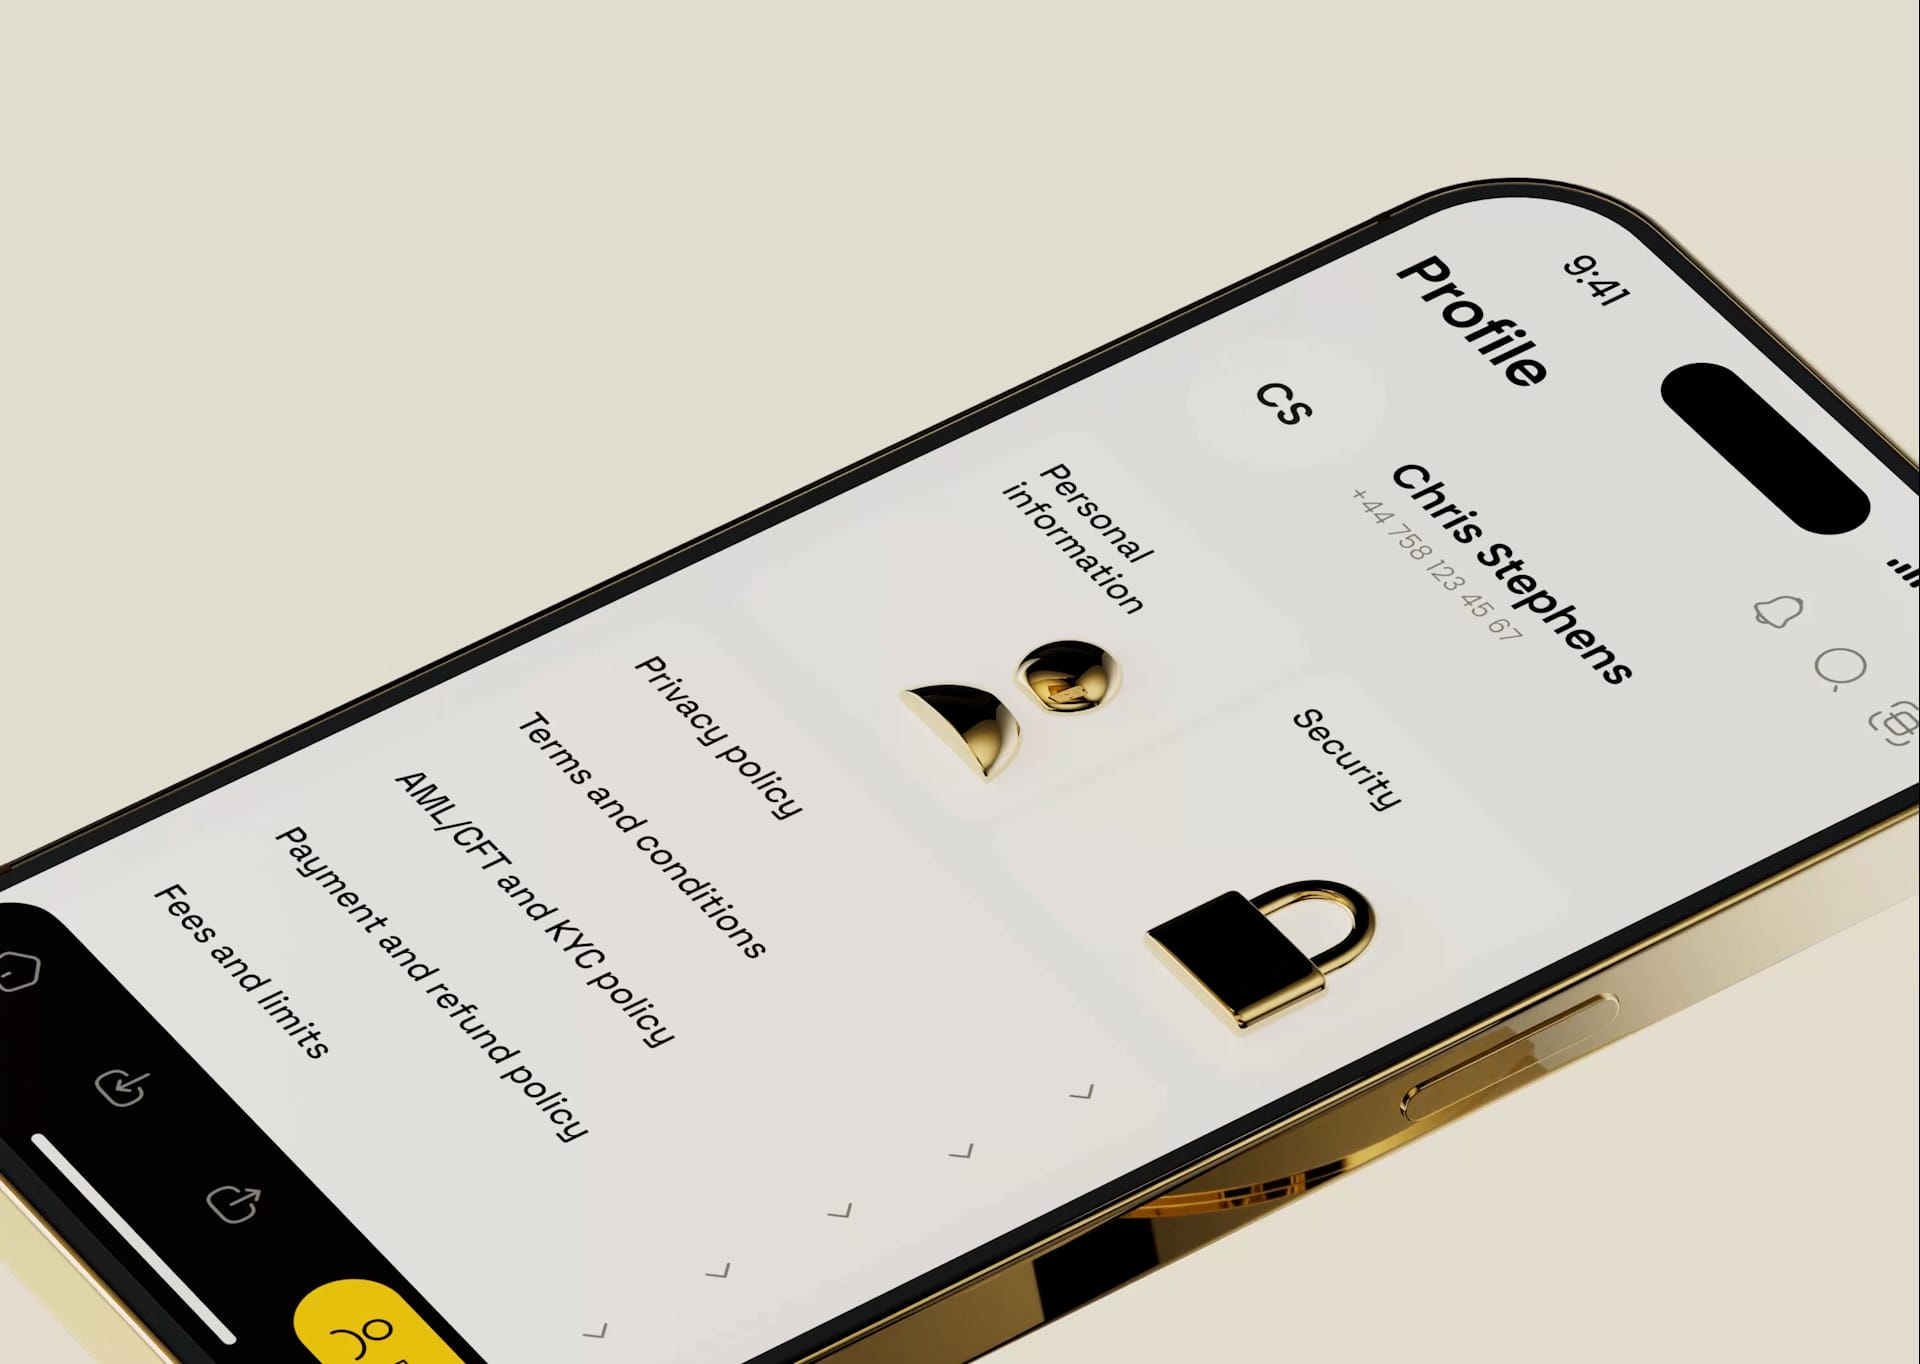 9:41
Profile
CS
Chris Stephens
+44 758 123 45 67
Personal
information
Security
Privacy policy
Terms and conditions
AML/CFT and KYC policy
Payment and refund policy
Fees and limits